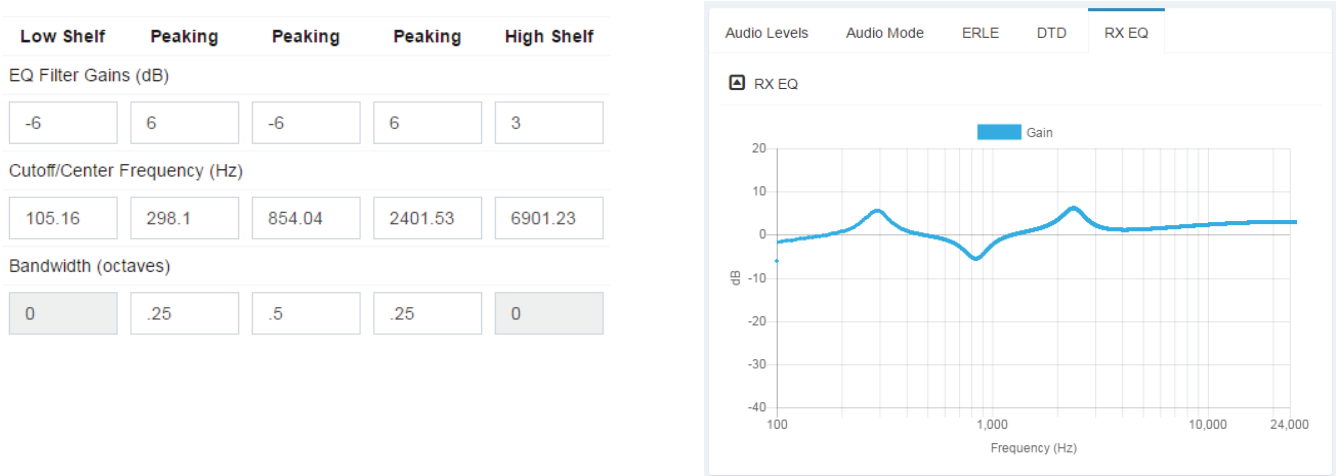 Low Shelf Peaking Peaking Peaking High Shelf
EQ Filter Gains (dB)
-6 6 -6 6 3
Cutoff/Center Frequency (Hz)
105.16 298.1 854.04 2401.53 6901.23
Bandwidth (octaves)
0 .25 .5 .25 0
Audio Levels Audio Mode ERLE DTD RX EQ
RX EQ
Gain
20
10
0
-10
-20
-30
-40
dB
100 1,000 10,000 24,000
Frequency (Hz)